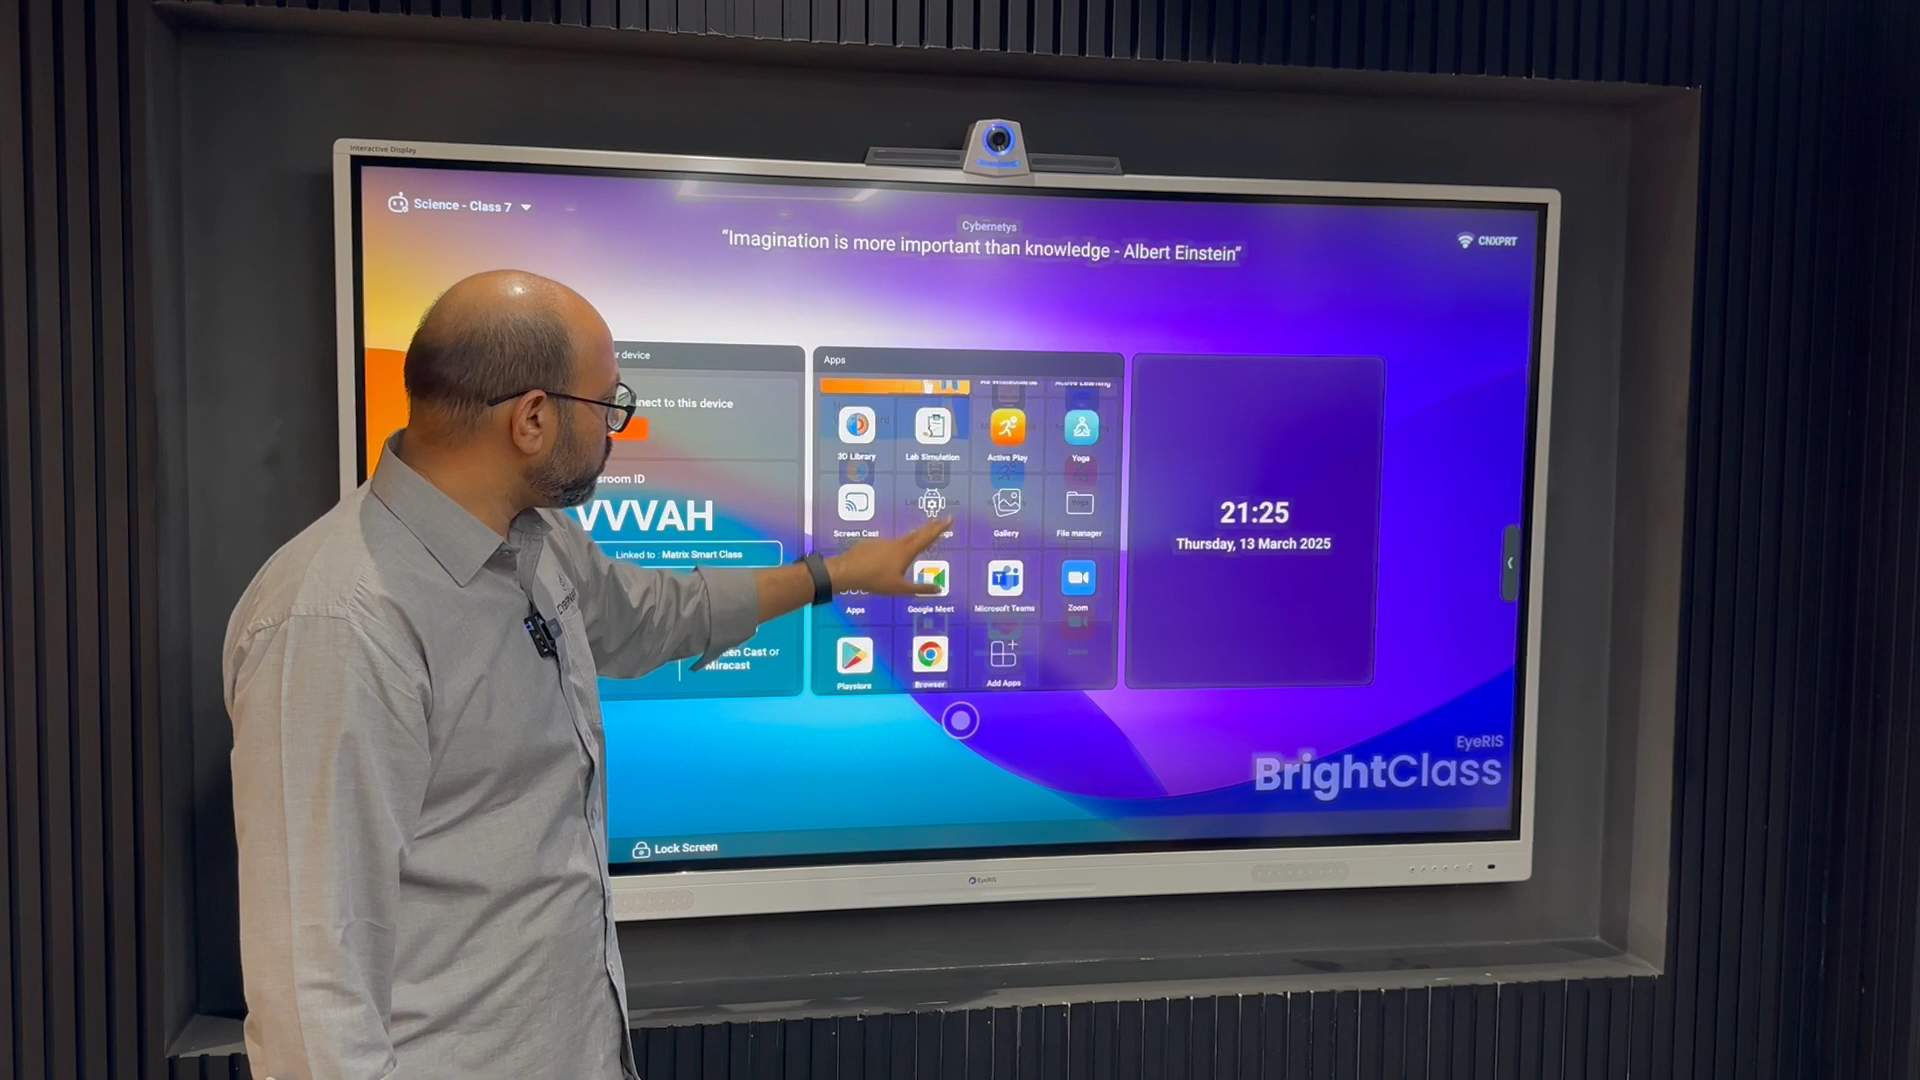 Interactive Display
Science - Class 7
Cybernetys
“Imagination is more important than knowledge - Albert Einstein”
CNXPRT
device
to this device
ID
VVVAH
Linked to : Matrix Smart Class
Cast or
Miracast
Apps
Active Learning
3D Library
Lab Simulation
Active Play
Yoga
Screen Cast
Gallery
File manager
Apps
Google Meet
Microsoft Teams
Zoom
Playstore
Browser
Add Apps
21:25
Thursday, 13 March 2025
EyeRIS
BrightClass
Lock Screen
EyeRIS